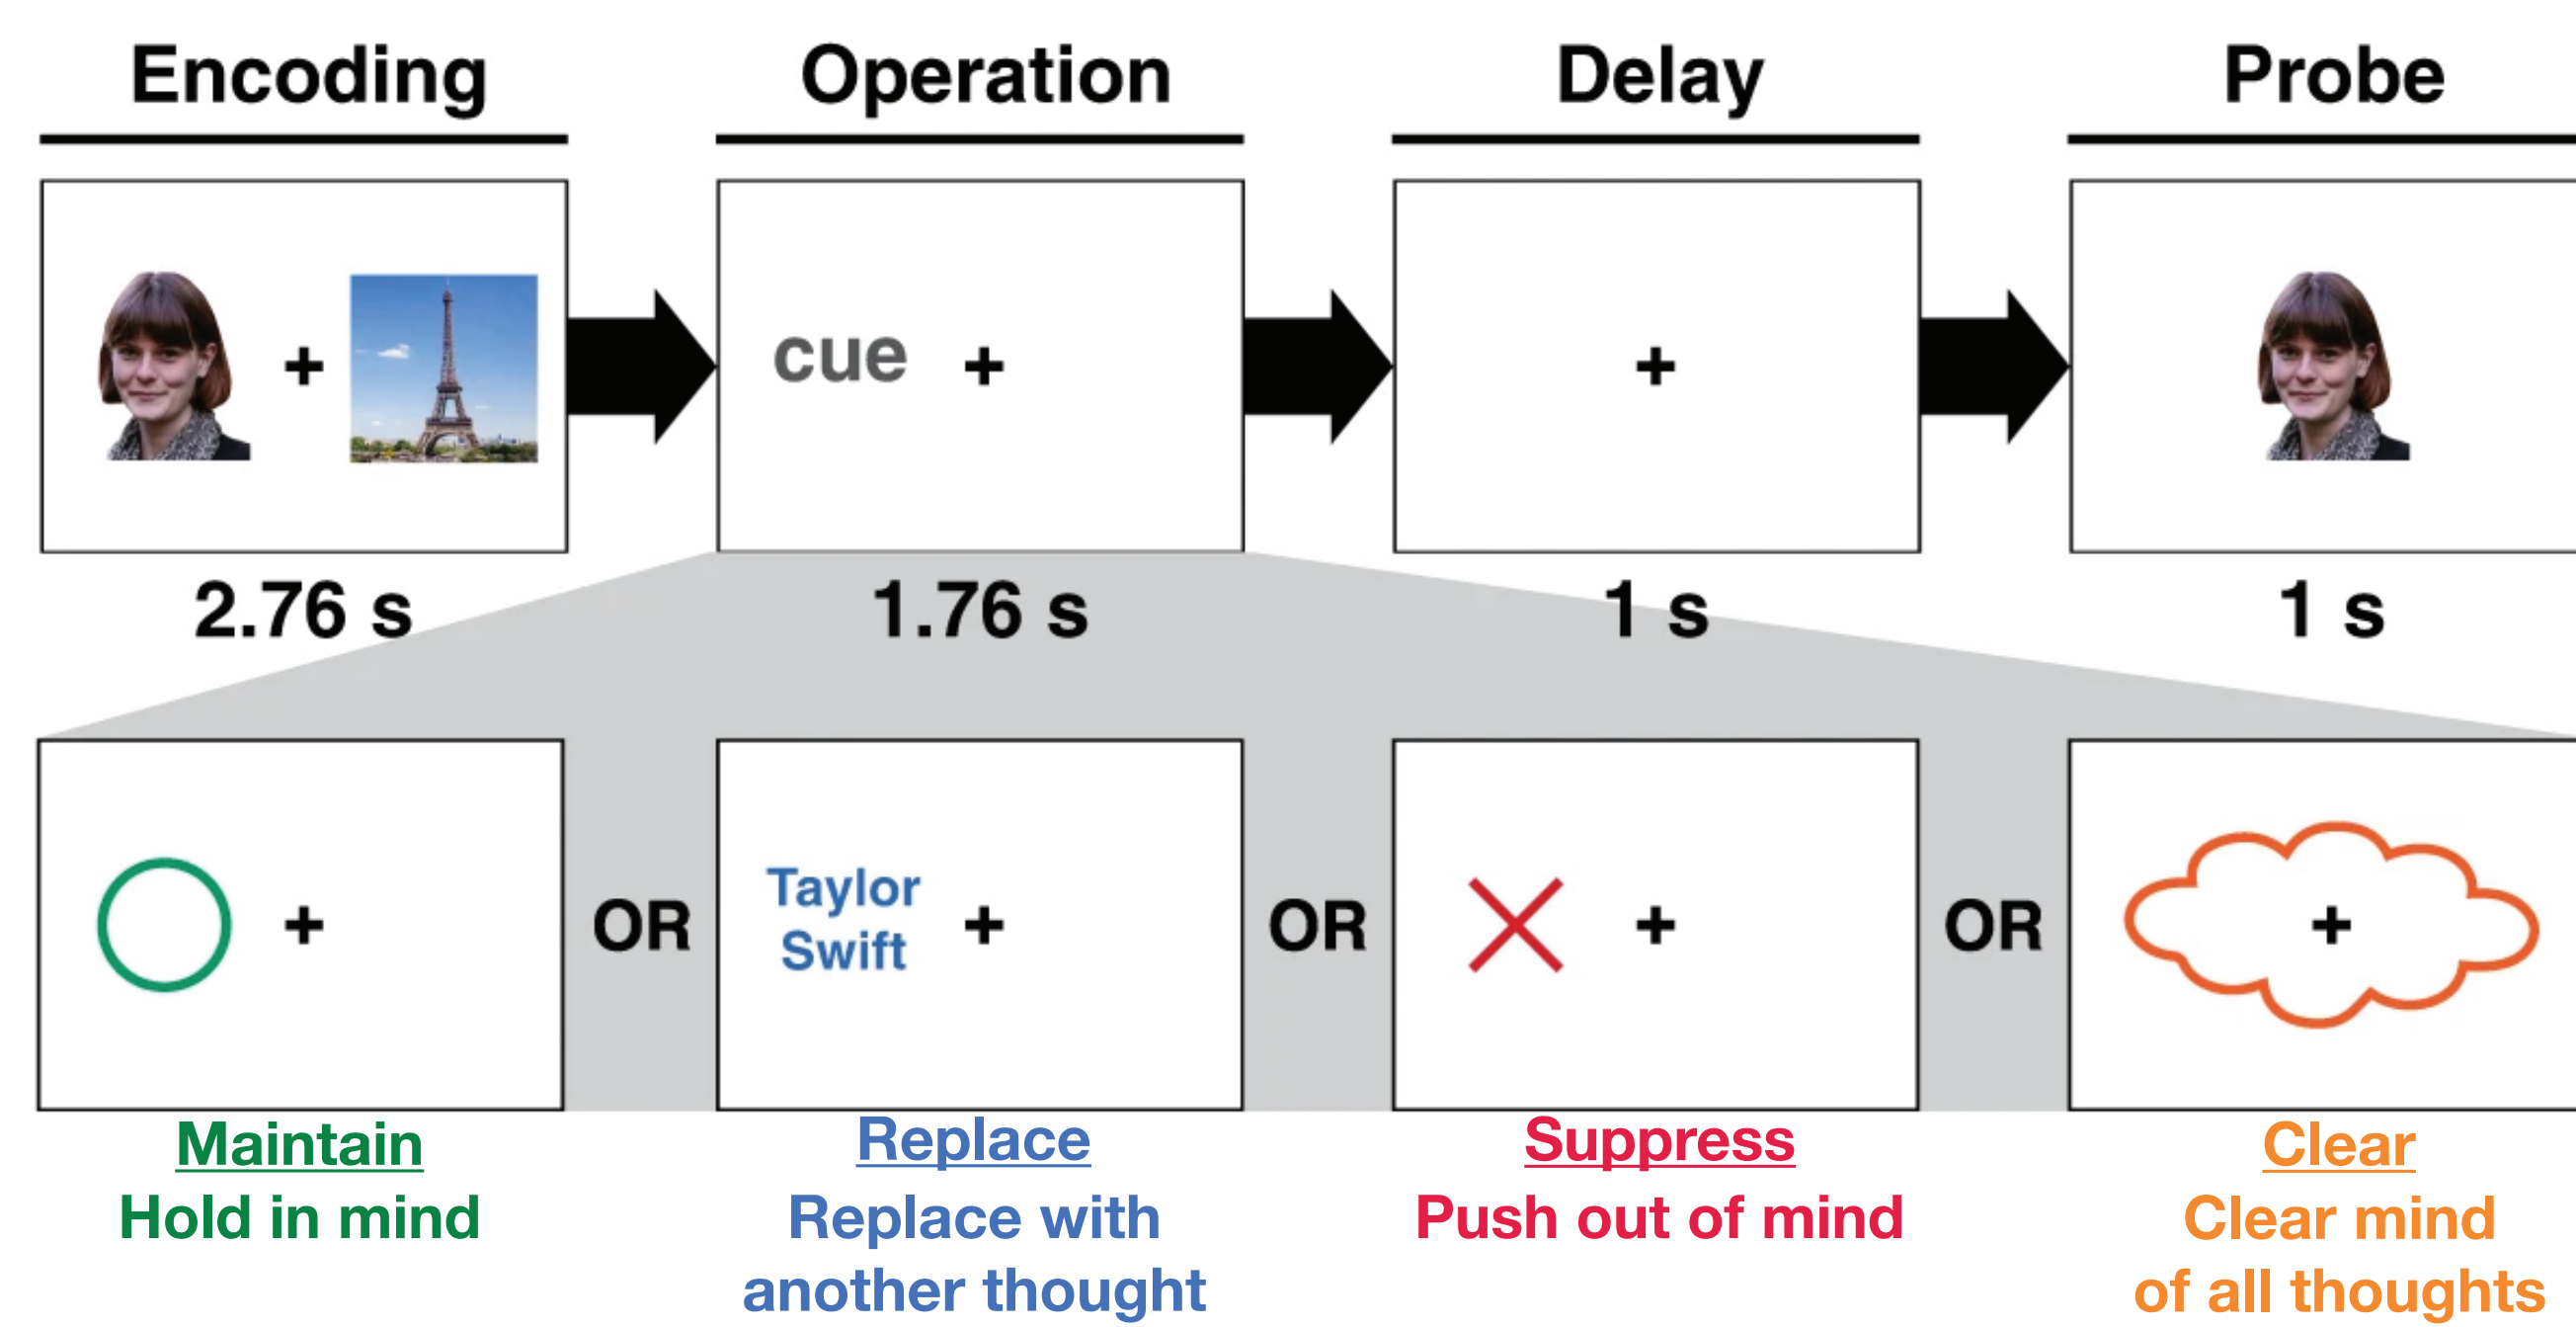 Encoding
Operation
Delay
Probe
+
cue +
+
2.76 s
1.76 s
1 s
1 s
+
OR
Taylor
Swift
+
OR
+
OR
+
Maintain
Hold in mind
Replace
Replace with
another thought
Suppress
Push out of mind
Clear
Clear mind
of all thoughts